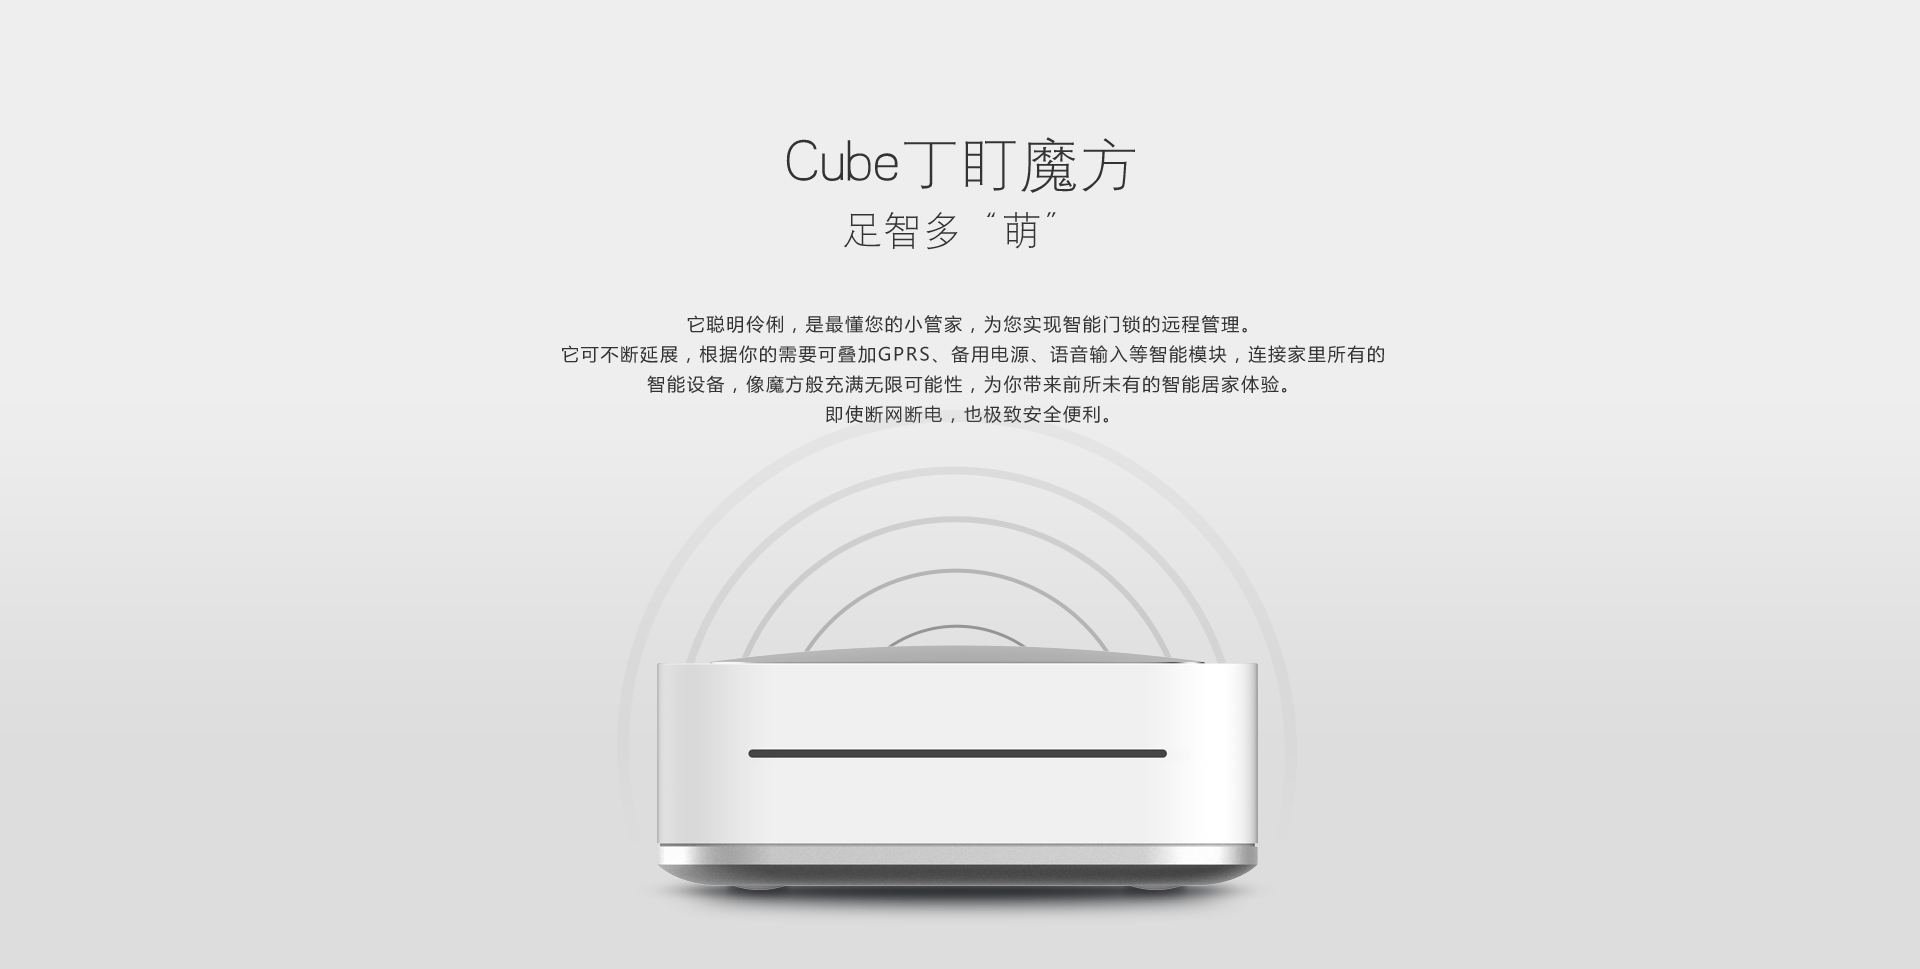 Cube丁盯魔方
足智多“萌”
它聪明伶俐，是最懂您的小管家，为您实现智能门锁的远程管理。
它可不断延展，根据你的需要可叠加GPRS、备用电源、语音输入等智能模块，连接家里所有的
智能设备，像魔方般充满无限可能性，为你带来前所未有的智能居家体验。
即使断网断电，也极致安全便利。